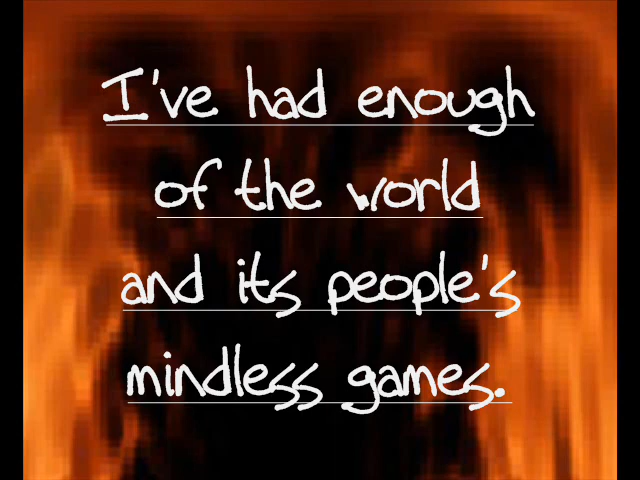 I've had enough
of the world
and its people's
mindless games.